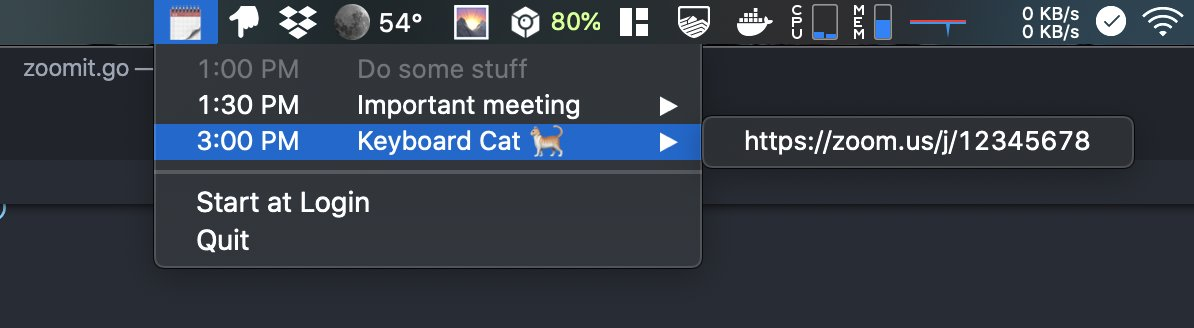 54°
80%
CPU
MEM
0 KB/s
0 KB/s
zoomit.go —
1:00 PM Do some stuff
1:30 PM Important meeting ▶
3:00 PM Keyboard Cat 🐈 ▶
https://zoom.us/j/12345678
Start at Login
Quit